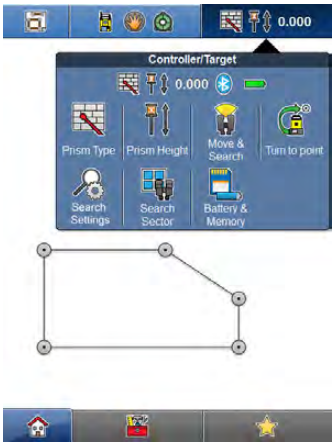 0.000
Controller/Target
0.000
Prism Type
Prism Height
Move &
Search
Turn to point
Search
Settings
Search
Sector
Battery &
Memory